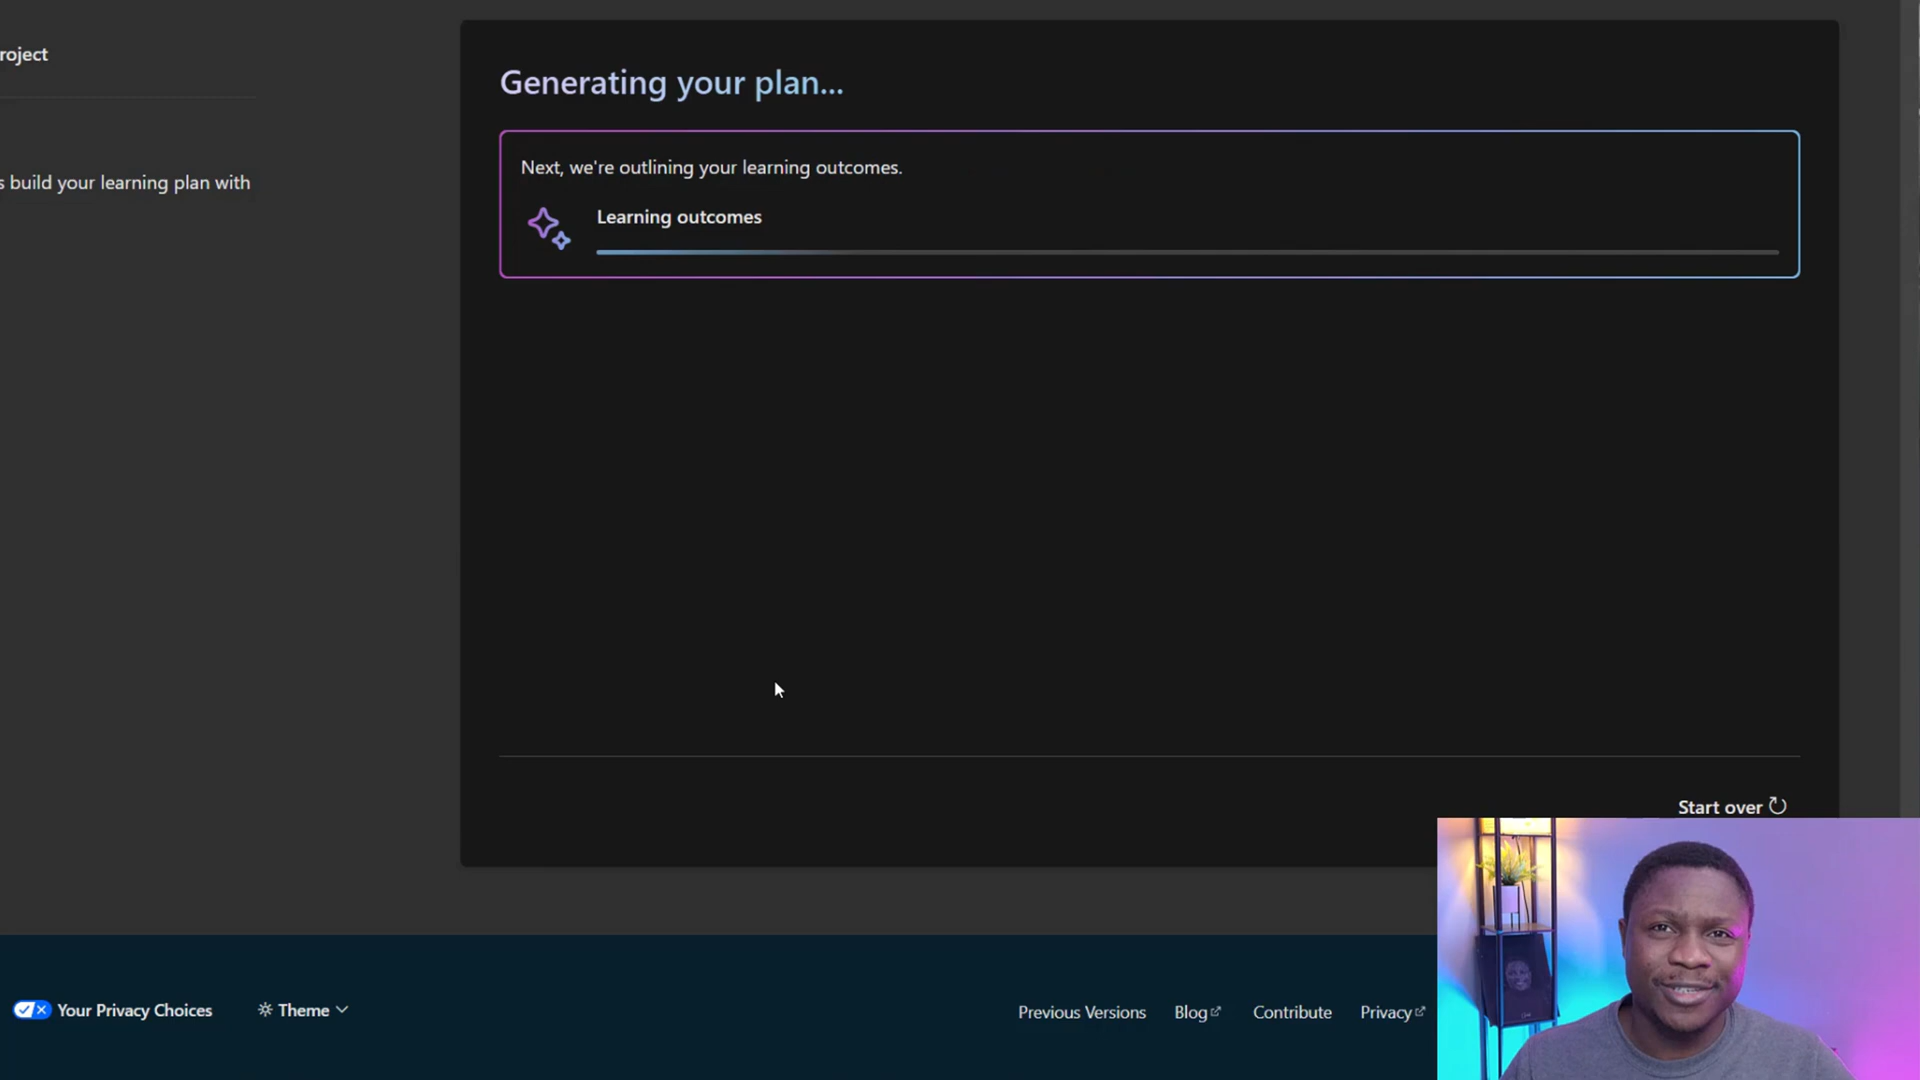 roject
s build your learning plan with
Generating your plan...
Next, we're outlining your learning outcomes.
Learning outcomes
Start over
Your Privacy Choices
Theme
Previous Versions
Blog
Contribute
Privacy